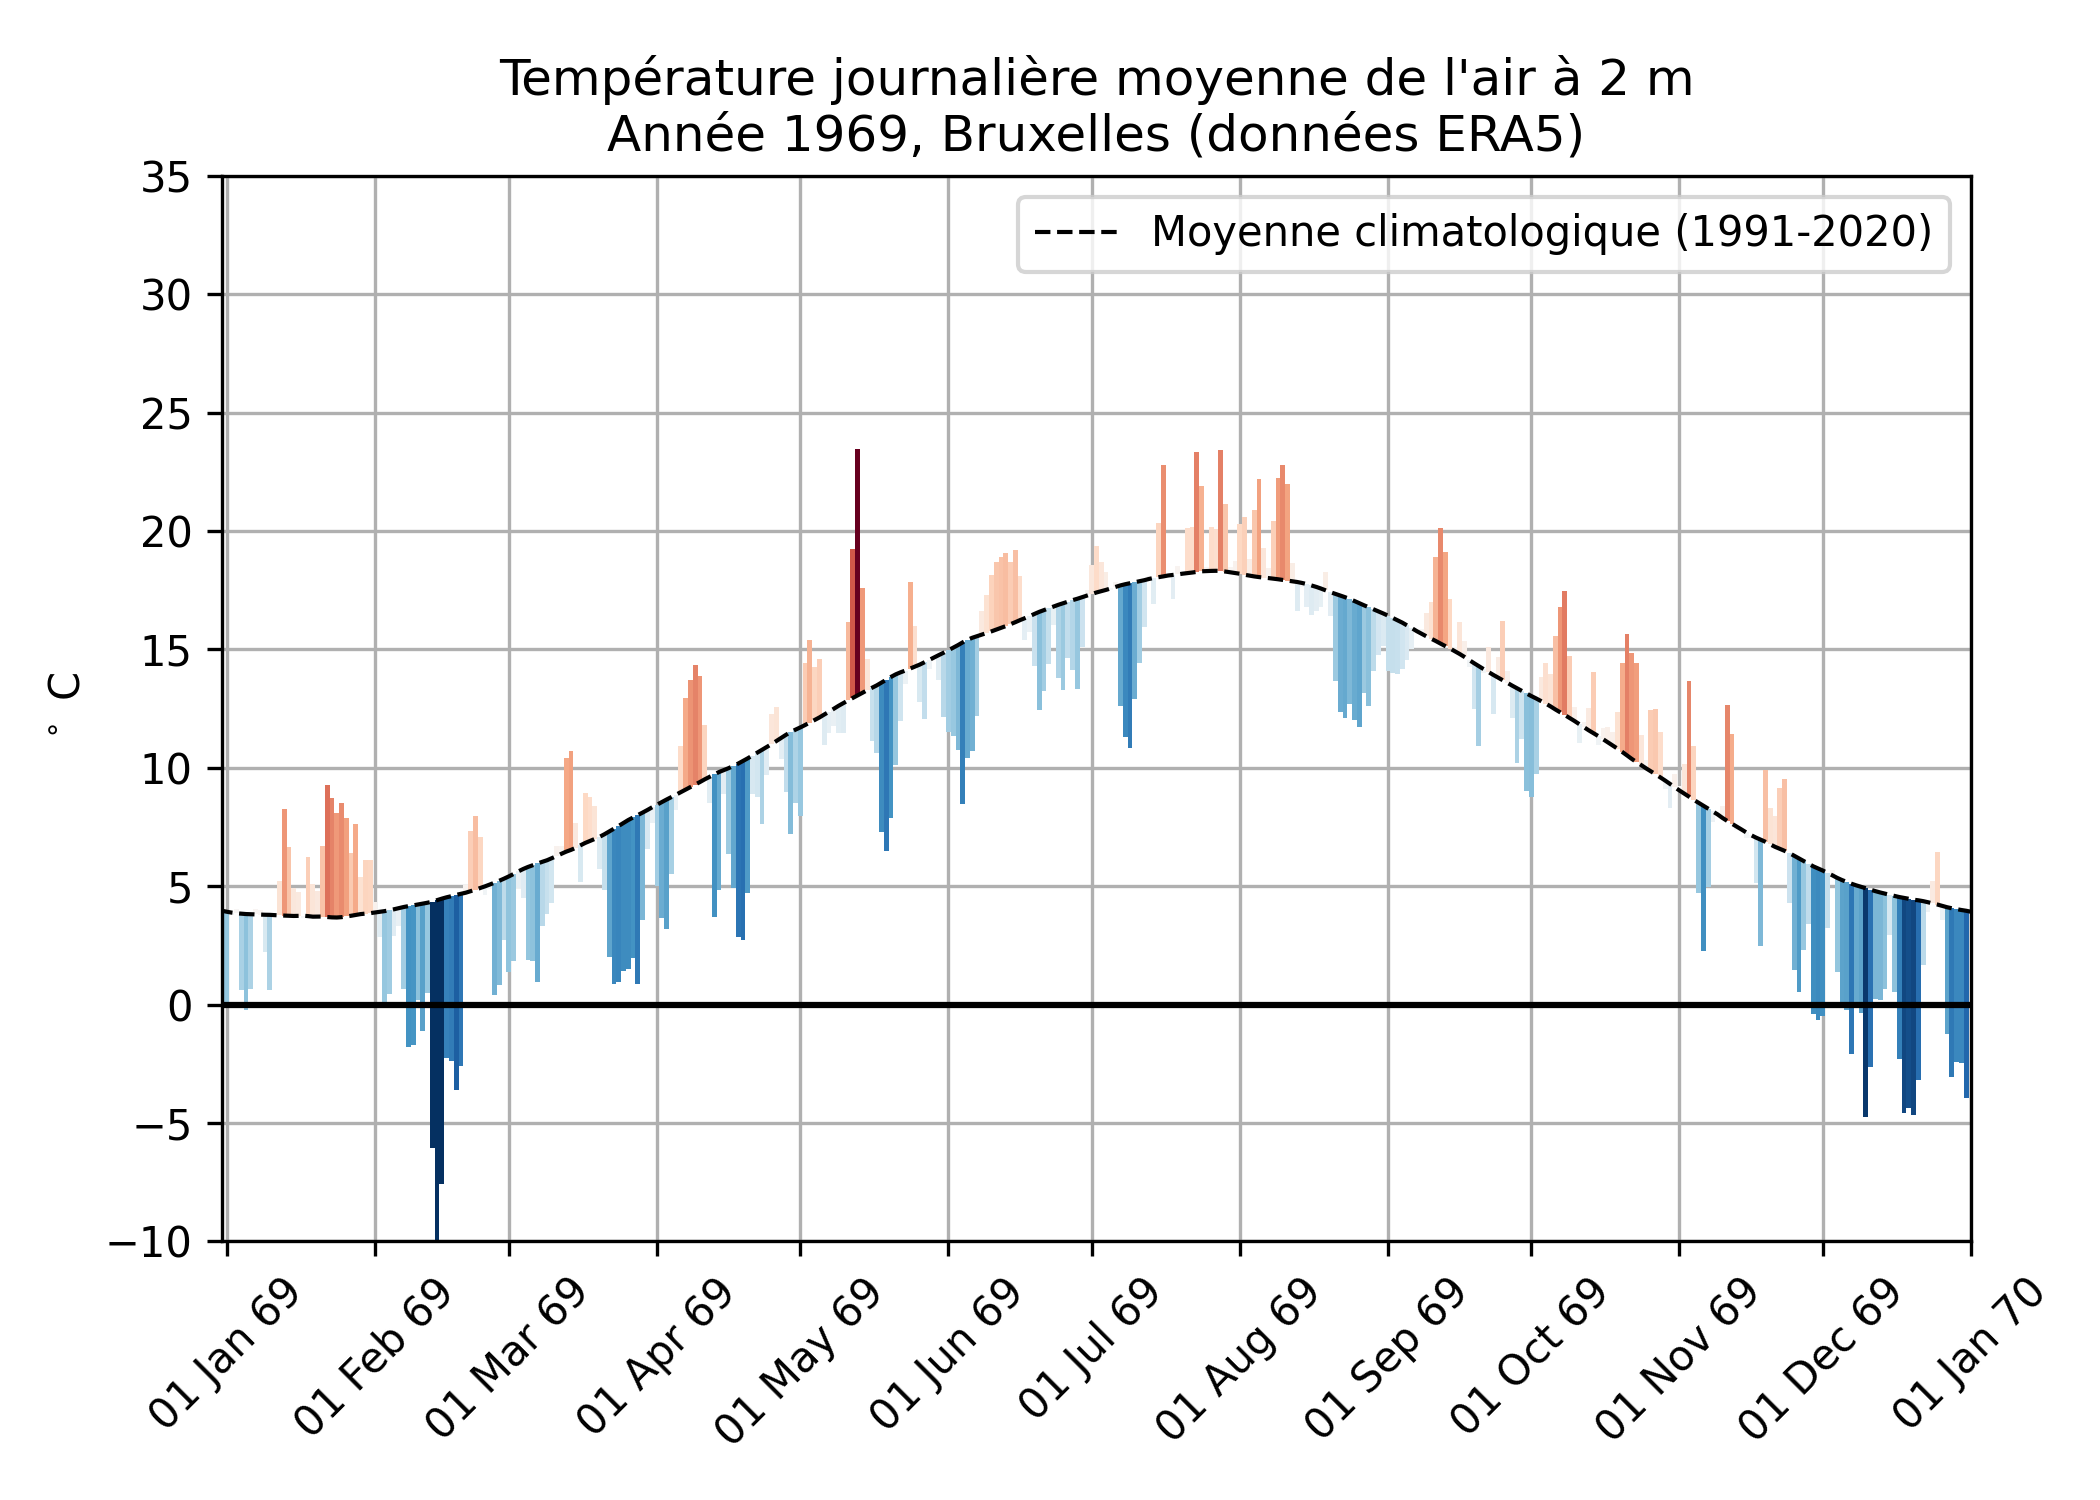 Température journalière moyenne de l'air à 2 m
Année 1969, Bruxelles (données ERA5)
Moyenne climatologique (1991-2020)
35
30
25
20
15
10
5
0
−5
−10
° C
01 Jan 69
01 Feb 69
01 Mar 69
01 Apr 69
01 May 69
01 Jun 69
01 Jul 69
01 Aug 69
01 Sep 69
01 Oct 69
01 Nov 69
01 Dec 69
01 Jan 70